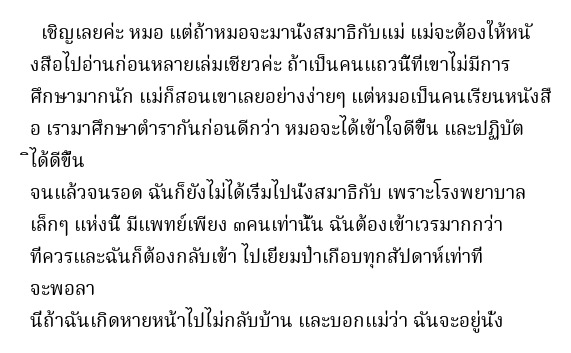 เชิญเลยค่ะ หมอ แต่ถ้าหมอจะมานั่งสมาธิกับแม่ แม่จะต้องให้หนั
งสือไปอ่านก่อนหลายเล่มเชียวค่ะ ถ้าเป็นคนแถวนี้ที่เขาไม่มีการ
ศึกษามากนัก แม่ก็สอนเขาเลยอย่างง่ายๆ แต่หมอเป็นคนเรียนหนังสื
อ เรามาศึกษาตำรากันก่อนดีกว่า หมอจะได้เข้าใจดีขึ้น และปฏิบัต
ิได้ดีขึ้น
จนแล้วจนรอด ฉันก็ยังไม่ได้เริ่มไปนั่งสมาธิกับ เพราะโรงพยาบาล
เล็กๆ แห่งนี้ มีแพทย์เพียง ๓คนเท่านั้น ฉันต้องเข้าเวรมากกว่า
ที่ควรและฉันก็ต้องกลับเข้า ไปเยี่ยมป้าเกือบทุกสัปดาห์เท่าที่
จะพอลา
นี่ถ้าฉันเกิดหายหน้าไปไม่กลับบ้าน และบอกแม่ว่า ฉันจะอยู่นั่ง